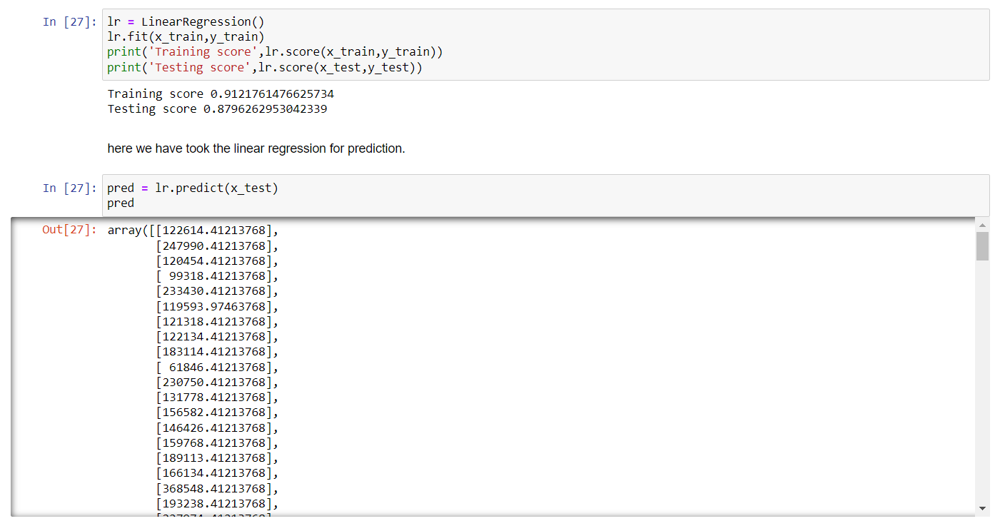 In [27]: lr = LinearRegression()
lr.fit(x_train,y_train)
print('Training score',lr.score(x_train,y_train))
print('Testing score',lr.score(x_test,y_test))
Training score 0.9121761476625734
Testing score 0.8796262953042339
here we have took the linear regression for prediction.
In [27]: pred = lr.predict(x_test)
pred
Out[27]: array([[122614.41213768],
[247990.41213768],
[120454.41213768],
[ 99318.41213768],
[233430.41213768],
[119593.97463768],
[121318.41213768],
[122134.41213768],
[183114.41213768],
[ 61846.41213768],
[230750.41213768],
[131778.41213768],
[156582.41213768],
[146426.41213768],
[159768.41213768],
[189113.41213768],
[166134.41213768],
[368548.41213768],
[193238.41213768],